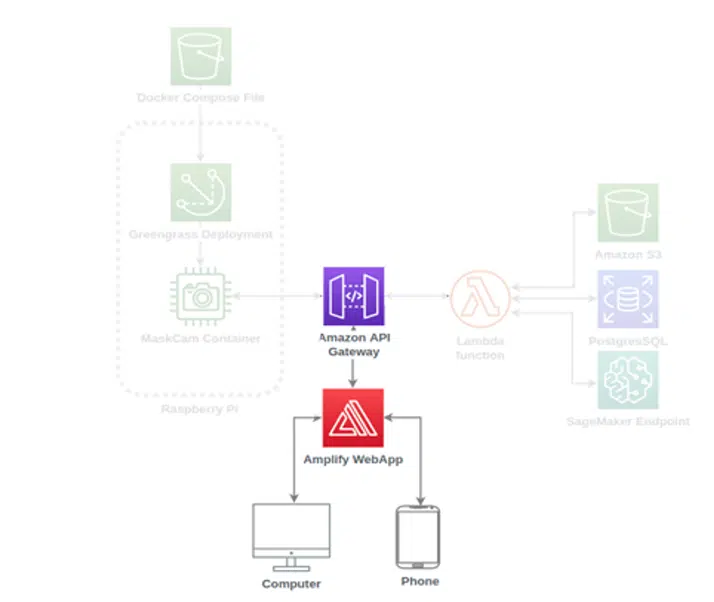 Docker Compose File
Greengrass Deployment
MaskCam Container
Raspberry Pi
</>
Amazon API
Gateway
Lambda
function
Amazon S3
PostgresSQL
SageMaker Endpoint
Amplify WebApp
Computer
Phone